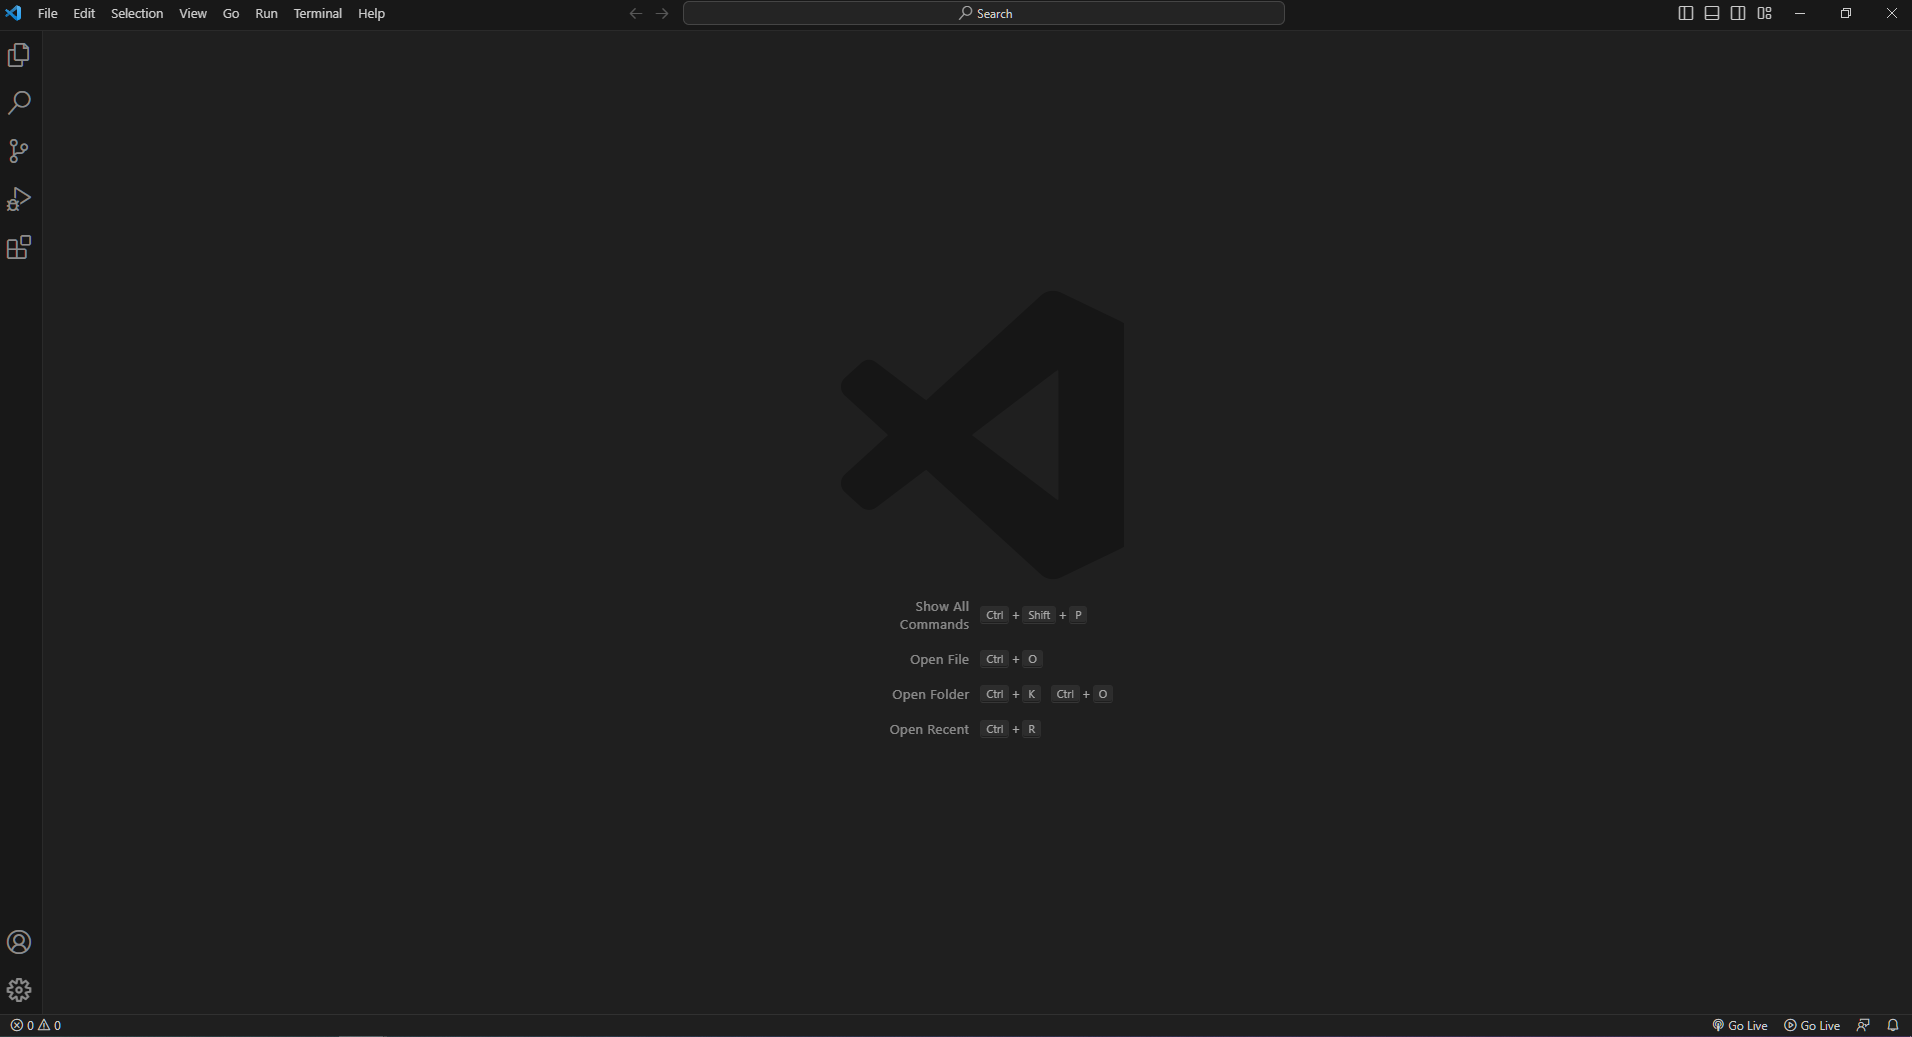 File Edit Selection View Go Run Terminal Help
Search
Show All
Commands
Ctrl + Shift + P
Open File Ctrl + O
Open Folder Ctrl + K Ctrl + O
Open Recent Ctrl + R
0 0
Go Live Go Live